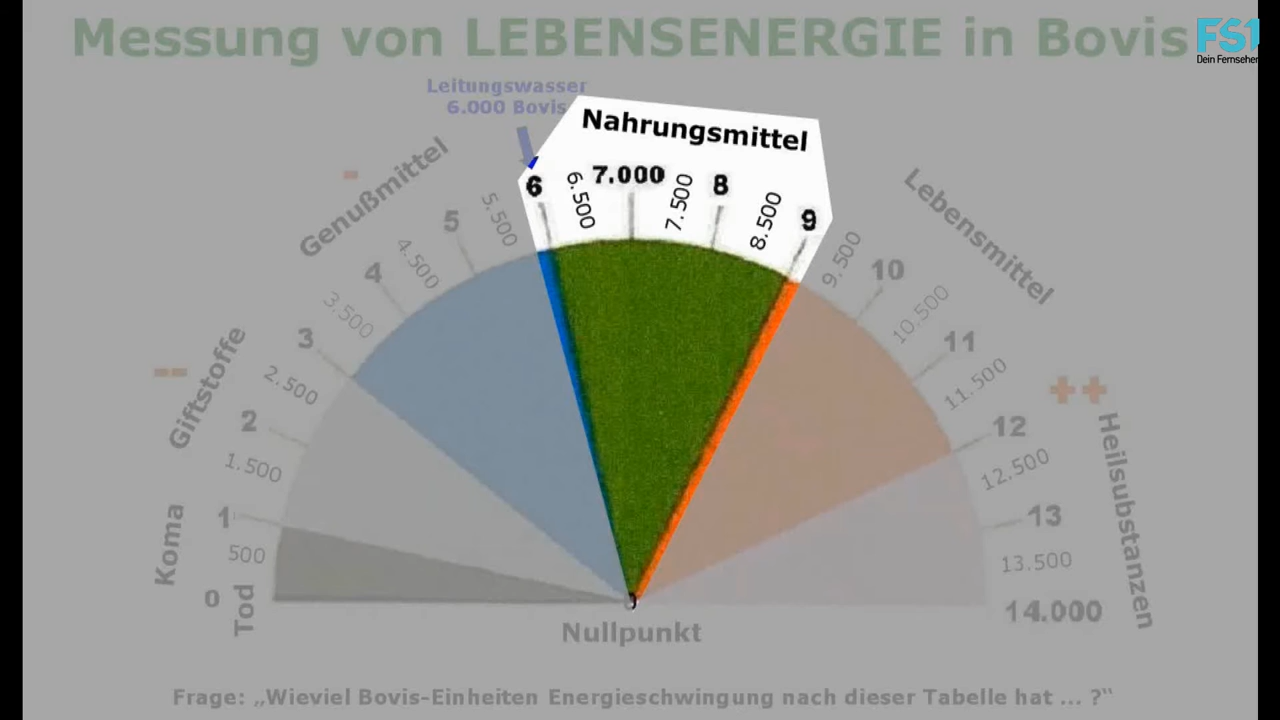 Messung von LEBENSENERGIE in Bovis
FS1
Dein Fernsehen
Leitungswasser
6.000 Bovis
Nahrungsmittel
Genußmittel
Lebensmittel
Giftstoffe
Heilsubstanzen
Koma
Tod
-
--
++
0
500
1
1.500
2
2.500
3
3.500
4
4.500
5
5.500
6
6.500
7.000
7.500
8
8.500
9
9.500
10
10.500
11
11.500
12
12.500
13
13.500
14.000
0
Nullpunkt
Frage: „Wieviel Bovis-Einheiten Energieschwingung nach dieser Tabelle hat ... ?“